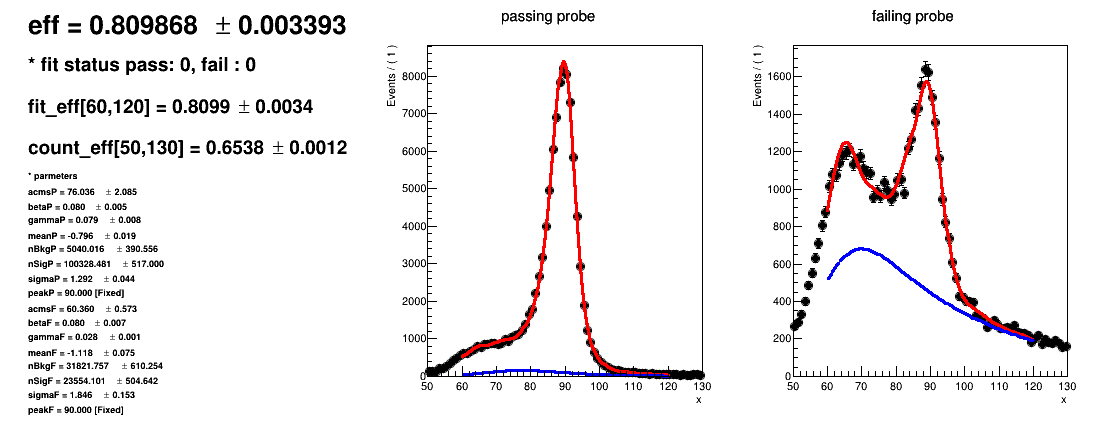 eff = 0.809868 ± 0.003393
* fit status pass: 0, fail : 0
fit_eff[60,120] = 0.8099 ± 0.0034
count_eff[50,130] = 0.6538 ± 0.0012
* parmeters
acmsP = 76.036 ± 2.085
betaP = 0.080 ± 0.005
gammaP = 0.079 ± 0.008
meanP = -0.796 ± 0.019
nBkgP = 5040.016 ± 390.556
nSigP = 100328.481 ± 517.000
sigmaP = 1.292 ± 0.044
peakP = 90.000 [Fixed]
acmsF = 60.360 ± 0.573
betaF = 0.080 ± 0.007
gammaF = 0.028 ± 0.001
meanF = -1.118 ± 0.075
nBkgF = 31821.757 ± 610.254
nSigF = 23554.101 ± 504.642
sigmaF = 1.846 ± 0.153
peakF = 90.000 [Fixed]
passing probe
Events / ( 1 )
8000
7000
6000
5000
4000
3000
2000
1000
0
50 60 70 80 90 100 110 120 130
x
failing probe
Events / ( 1 )
1600
1400
1200
1000
800
600
400
200
0
50 60 70 80 90 100 110 120 130
x